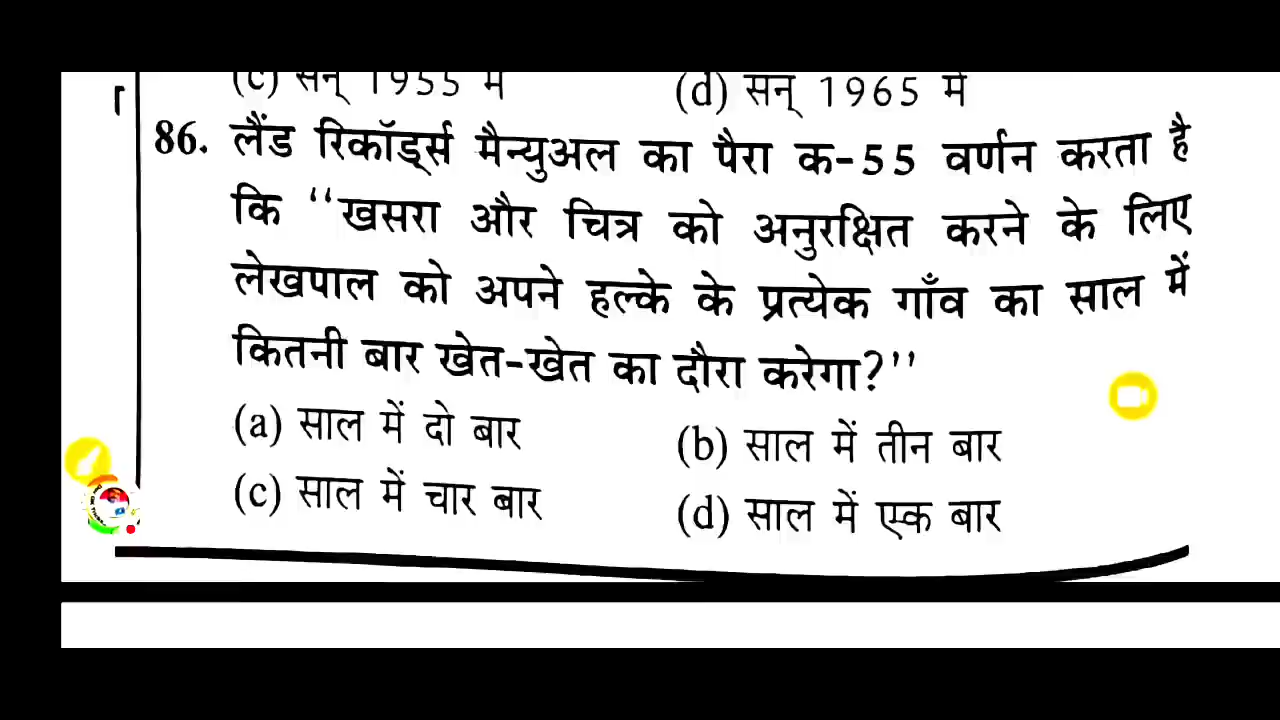 (c) सन् 1955 में (d) सन् 1965 में
86. लैंड रिकॉर्ड्स मैन्युअल का पैरा क-55 वर्णन करता है
कि ‘‘खसरा और चित्र को अनुरक्षित करने के लिए
लेखपाल को अपने हल्के के प्रत्येक गाँव का साल में
कितनी बार खेत-खेत का दौरा करेगा?’’
(a) साल में दो बार (b) साल में तीन बार
(c) साल में चार बार (d) साल में एक बार